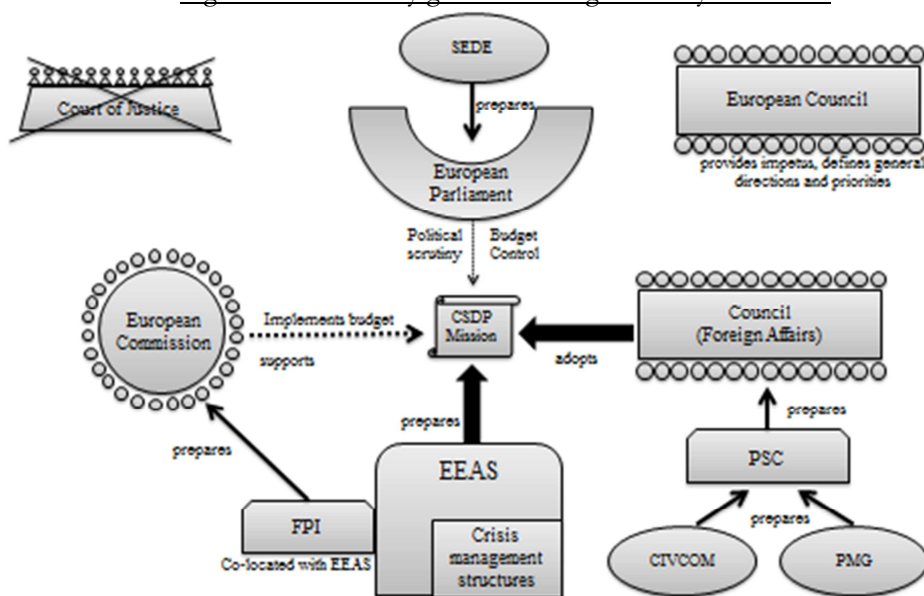 SEDE
Court of Justice
prepares
European Council
European
Parliament
provides impetus, defines general
directions and priorities
Political
scrutiny
Budget
Control
European
Commission
Implements budget
supports
CSDP
Mission
adopts
Council
(Foreign Affairs)
prepares
prepares
prepares
EEAS
PSC
FPI
Co-located with EEAS
Crisis
management
structures
prepares
CIVCOM
PMG